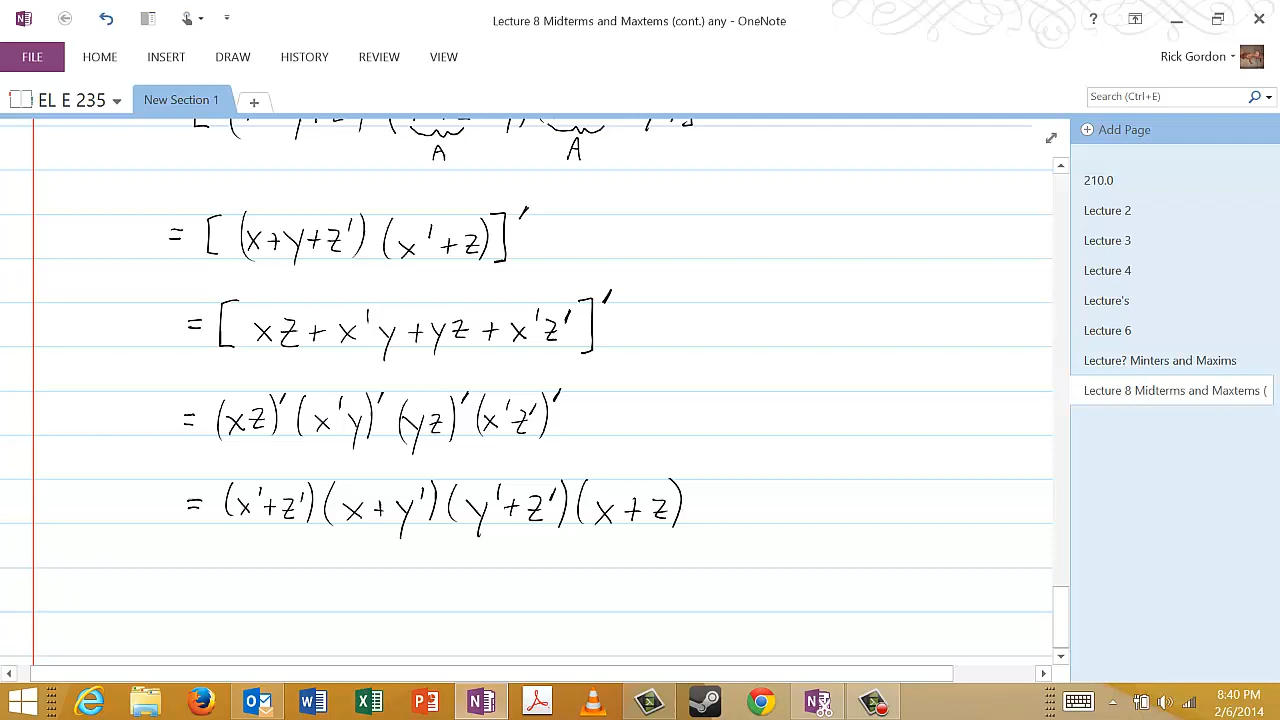 Lecture 8 Midterms and Maxtems (cont.) any - OneNote
?
FILE HOME INSERT DRAW HISTORY REVIEW VIEW
Rick Gordon
EL E 235
New Section 1
+
Search (Ctrl+E)
Add Page
210.0
Lecture 2
Lecture 3
Lecture 4
Lecture's
Lecture 6
Lecture? Minters and Maxims
Lecture 8 Midterms and Maxtems (
A A
= [ (x+y+z') (x'+z)]'
= [ xz + x'y + yz + x'z' ]'
= (xz)' (x'y)' (yz)' (x'z')'
= (x'+z')(x+y')(y'+z')(x+z)
8:40 PM
2/6/2014